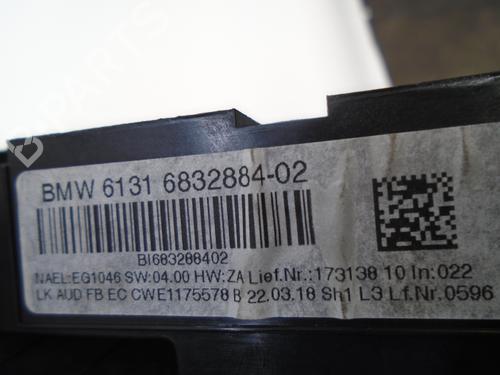 BMW 6131 6832884-02
BI683288402
NAEL:EG1046 SW:04.00 HW:ZA Lief.Nr.:173138 10 In:022
LK AUD FB EC CWE1175578 B 22.03.18 Sh1 L3 Lf.Nr.0596